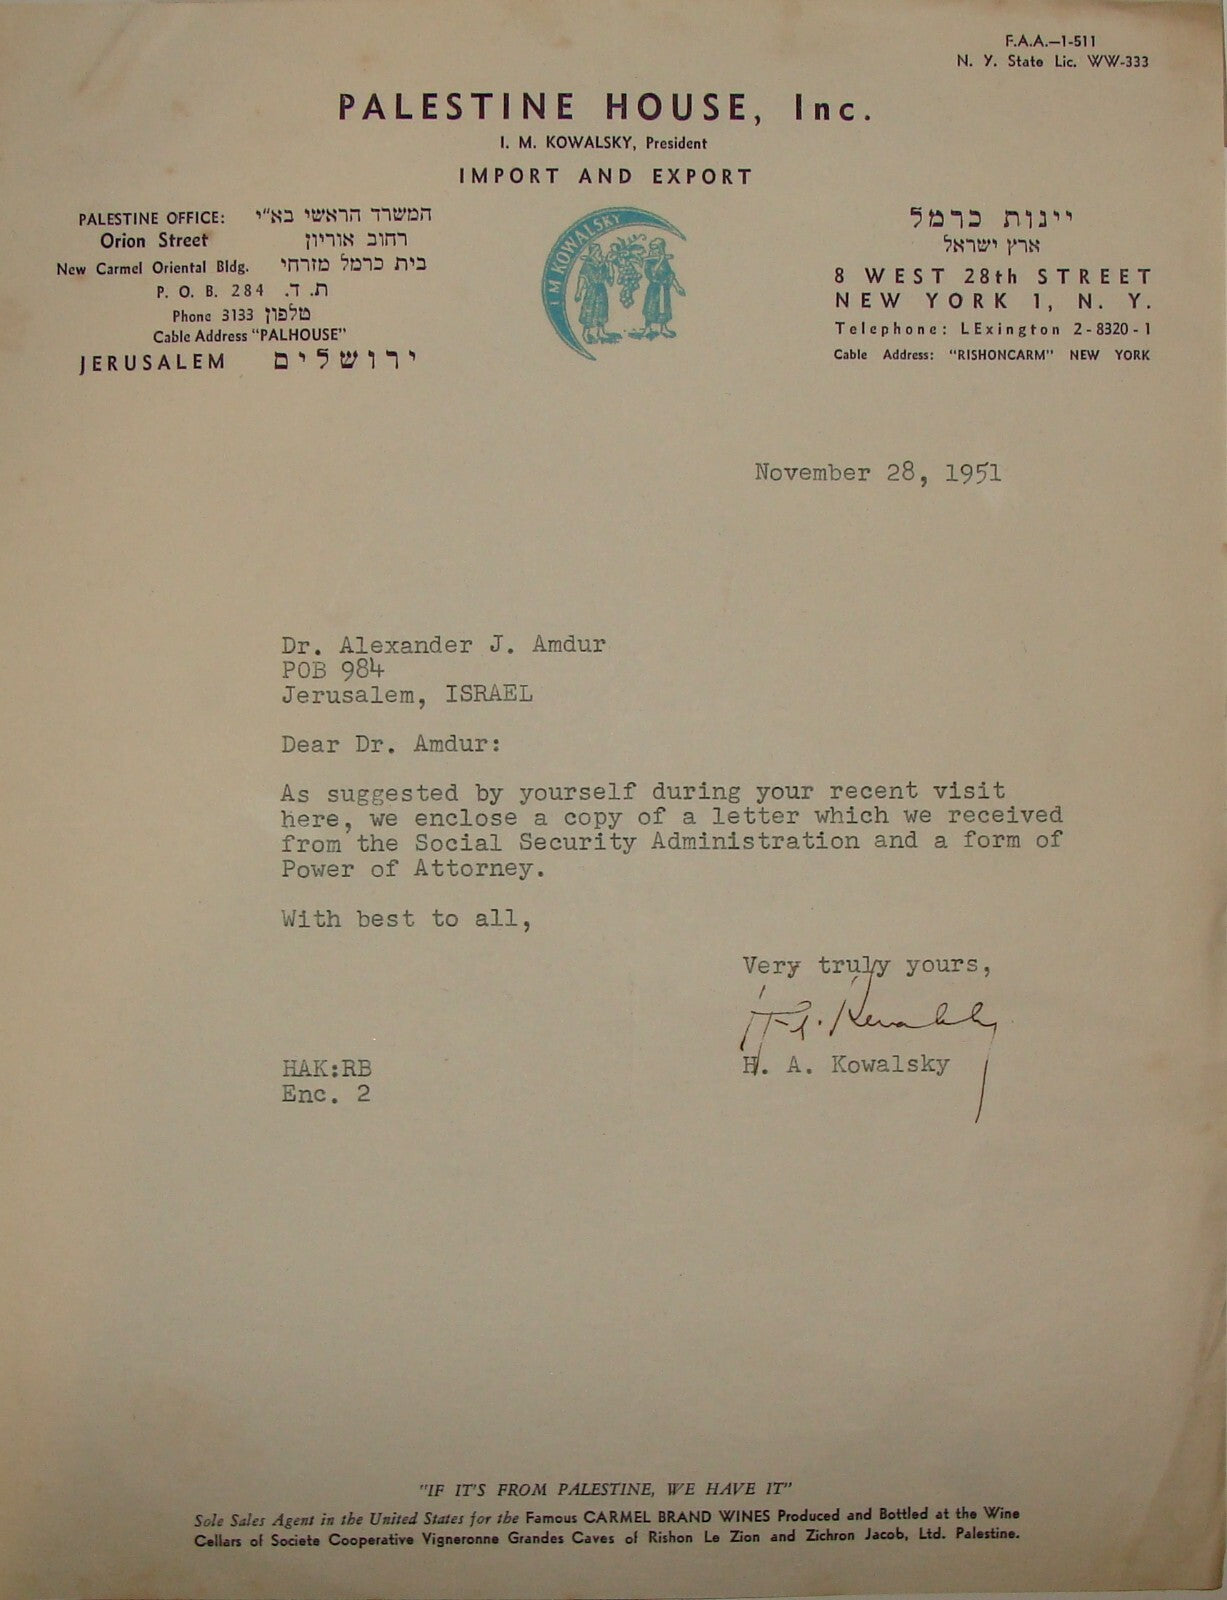 F.A.A.—1-511
N. Y. State Lic. WW-333
PALESTINE HOUSE, Inc.
I. M. KOWALSKY, President
IMPORT AND EXPORT
PALESTINE OFFICE: המשרד הראשי בא"י
Orion Street רחוב אוריון
New Carmel Oriental Bldg. בית כרמל מזרחי
P. O. B. 284 ת. ד.
Phone 3133 טלפון
Cable Address "PALHOUSE"
JERUSALEM ירושלים
I M KOWALSKY
יינות כרמל
ארץ ישראל
8 WEST 28th STREET
NEW YORK 1, N. Y.
Telephone: LExington 2-8320-1
Cable Address: "RISHONCARM" NEW YORK
November 28, 1951
Dr. Alexander J. Amdur
POB 984
Jerusalem, ISRAEL
Dear Dr. Amdur:
As suggested by yourself during your recent visit
here, we enclose a copy of a letter which we received
from the Social Security Administration and a form of
Power of Attorney.
With best to all,
Very truly yours,
H. A. Kowalsky
H. A. Kowalsky
HAK:RB
Enc. 2
"IF IT'S FROM PALESTINE, WE HAVE IT"
Sole Sales Agent in the United States for the Famous CARMEL BRAND WINES Produced and Bottled at the Wine
Cellars of Societe Cooperative Vigneronne Grandes Caves of Rishon Le Zion and Zichron Jacob, Ltd. Palestine.